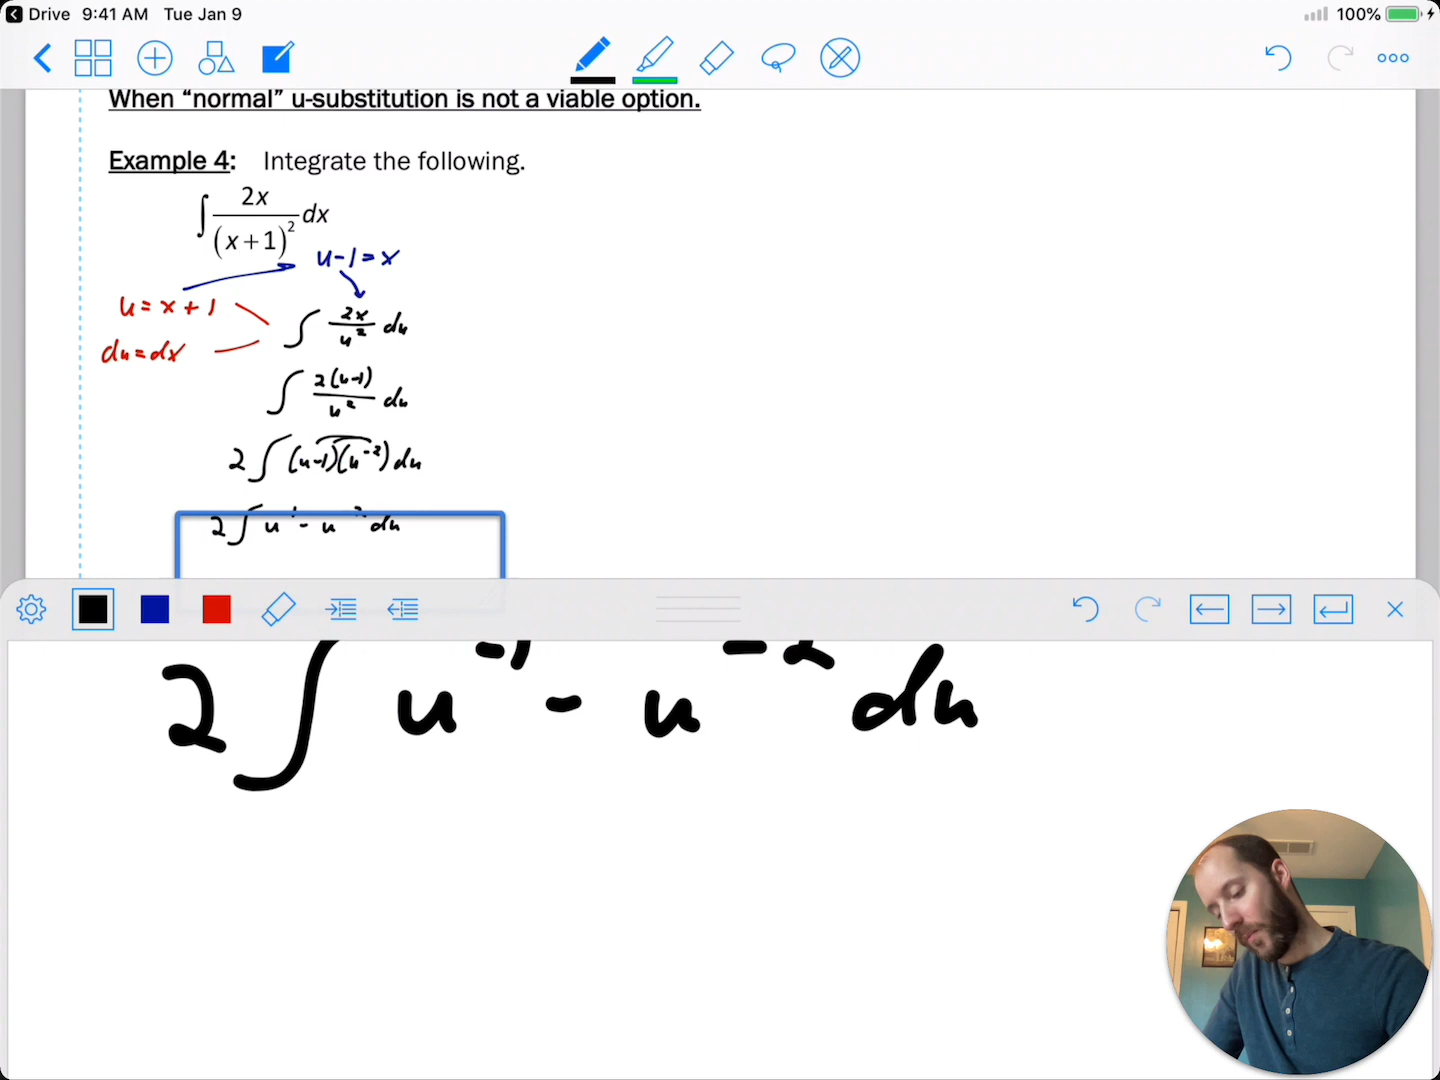 Drive 9:41 AM Tue Jan 9 100%
When “normal” u-substitution is not a viable option.
Example 4: Integrate the following.
∫ 2x/(x+1)² dx
u-1=x
u=x+1
du=dx
∫ 2x/u² du
∫ 2(u-1)/u² du
2∫(u-1)(u⁻²)du
2∫ u⁻¹ - u⁻² du
2∫ u⁻¹ - u⁻² du